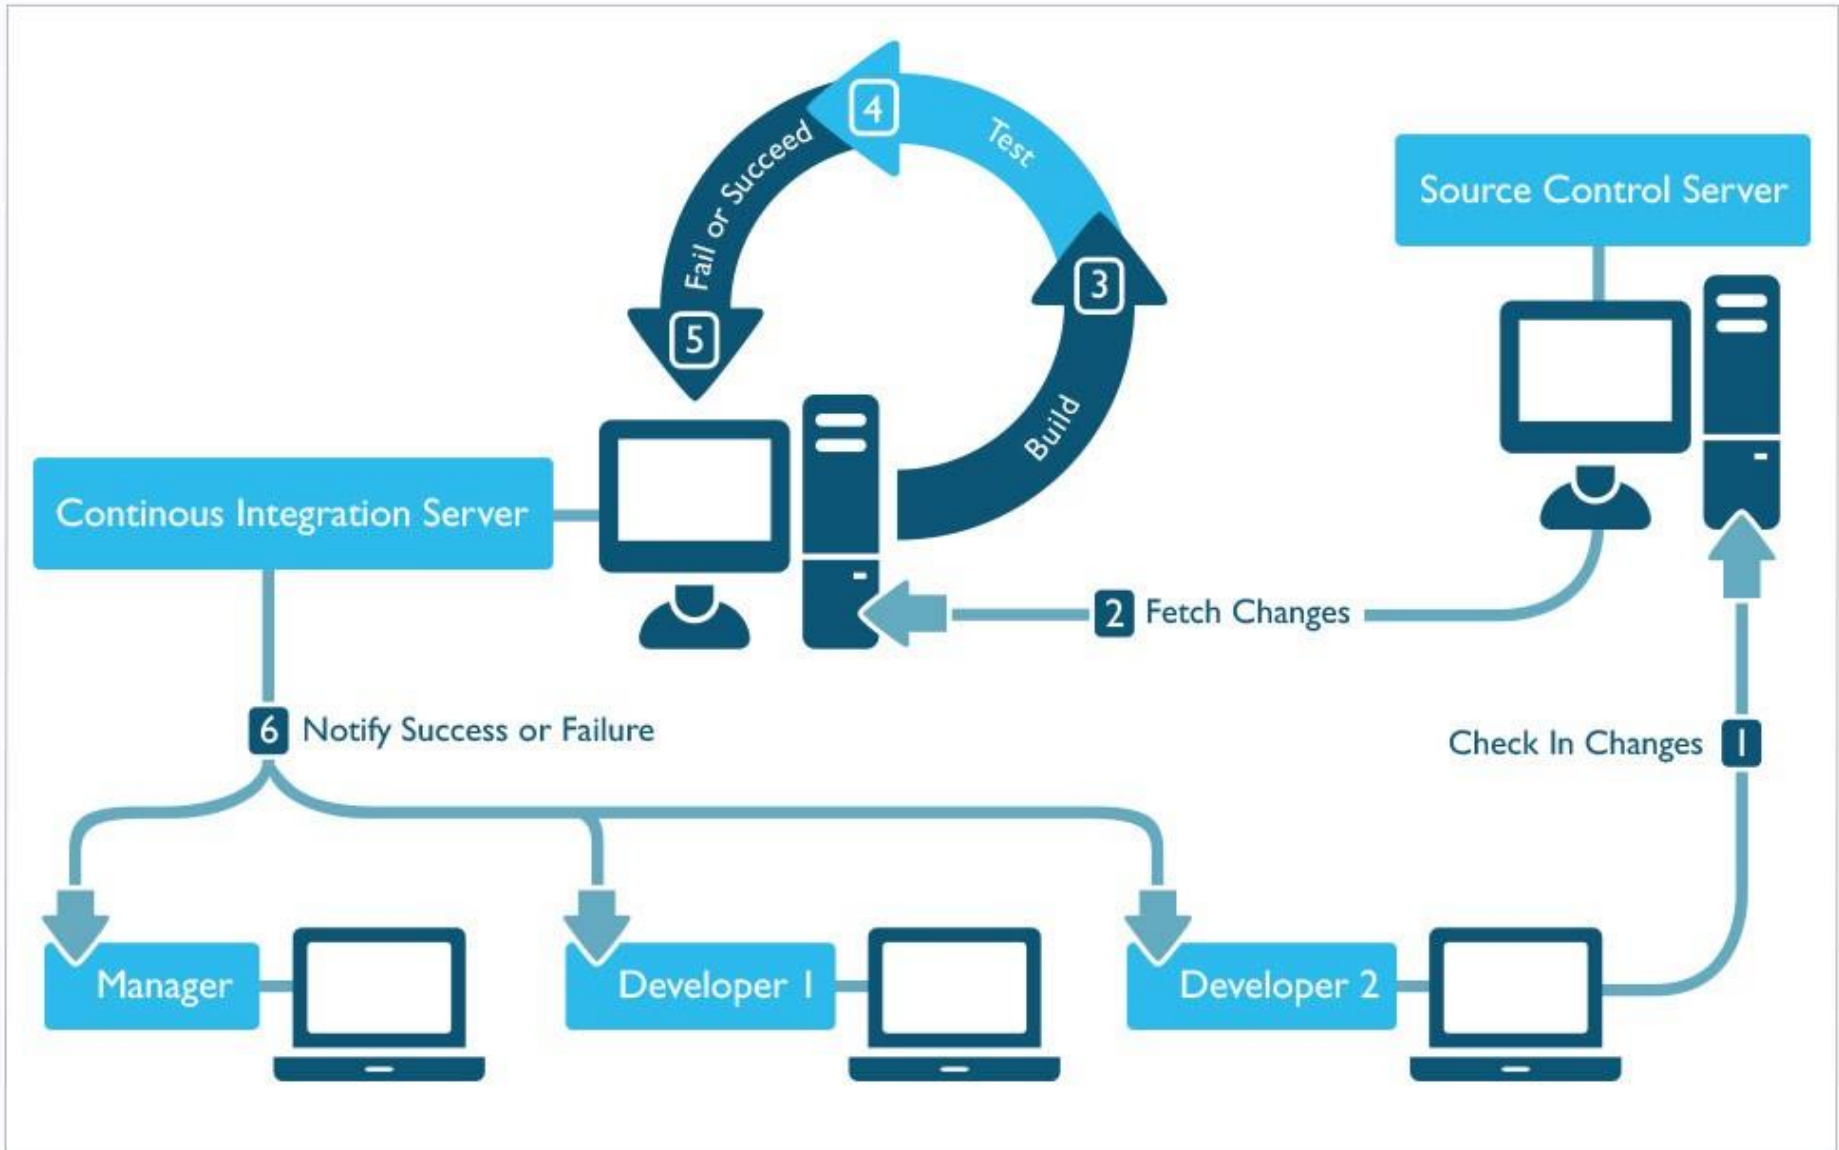 4
Test
Fail or Succeed
Source Control Server
3
5
Build
Continous Integration Server
2 Fetch Changes
6 Notify Success or Failure
Check In Changes 1
Manager
Developer 1
Developer 2